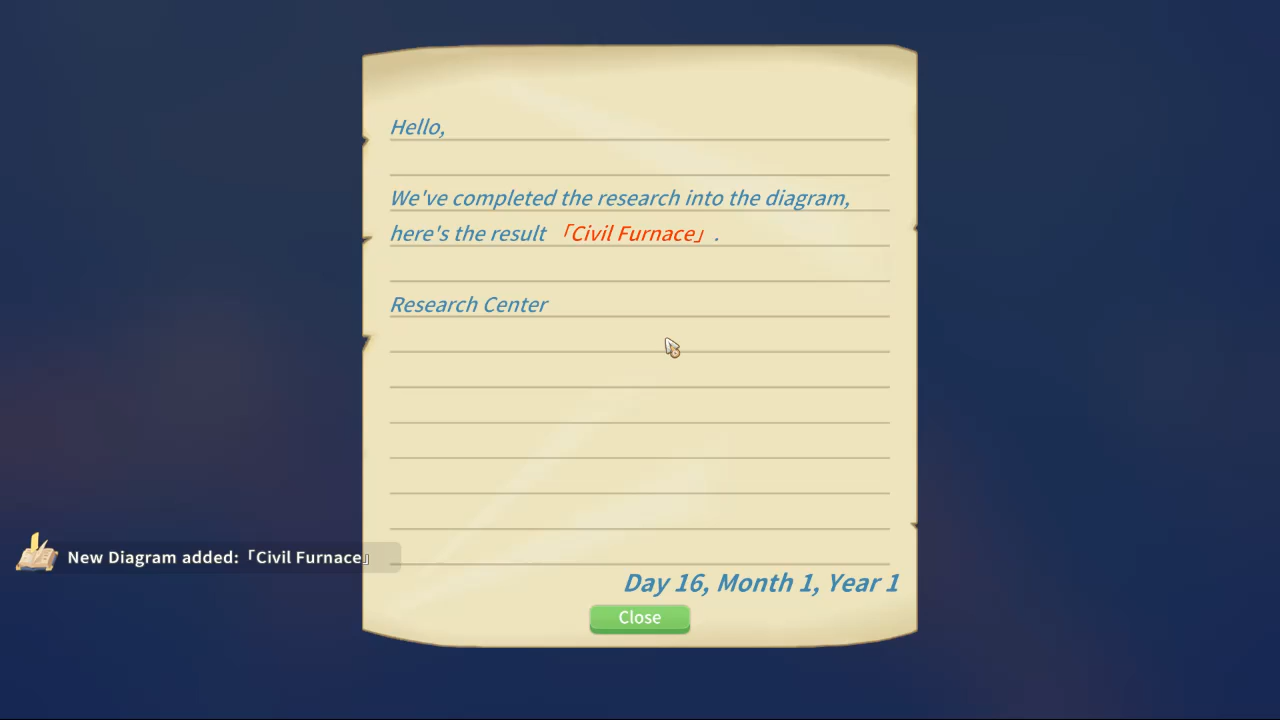 Hello,
We've completed the research into the diagram,
here's the result 「Civil Furnace」 .
Research Center
New Diagram added:「Civil Furnace」
Day 16, Month 1, Year 1
Close